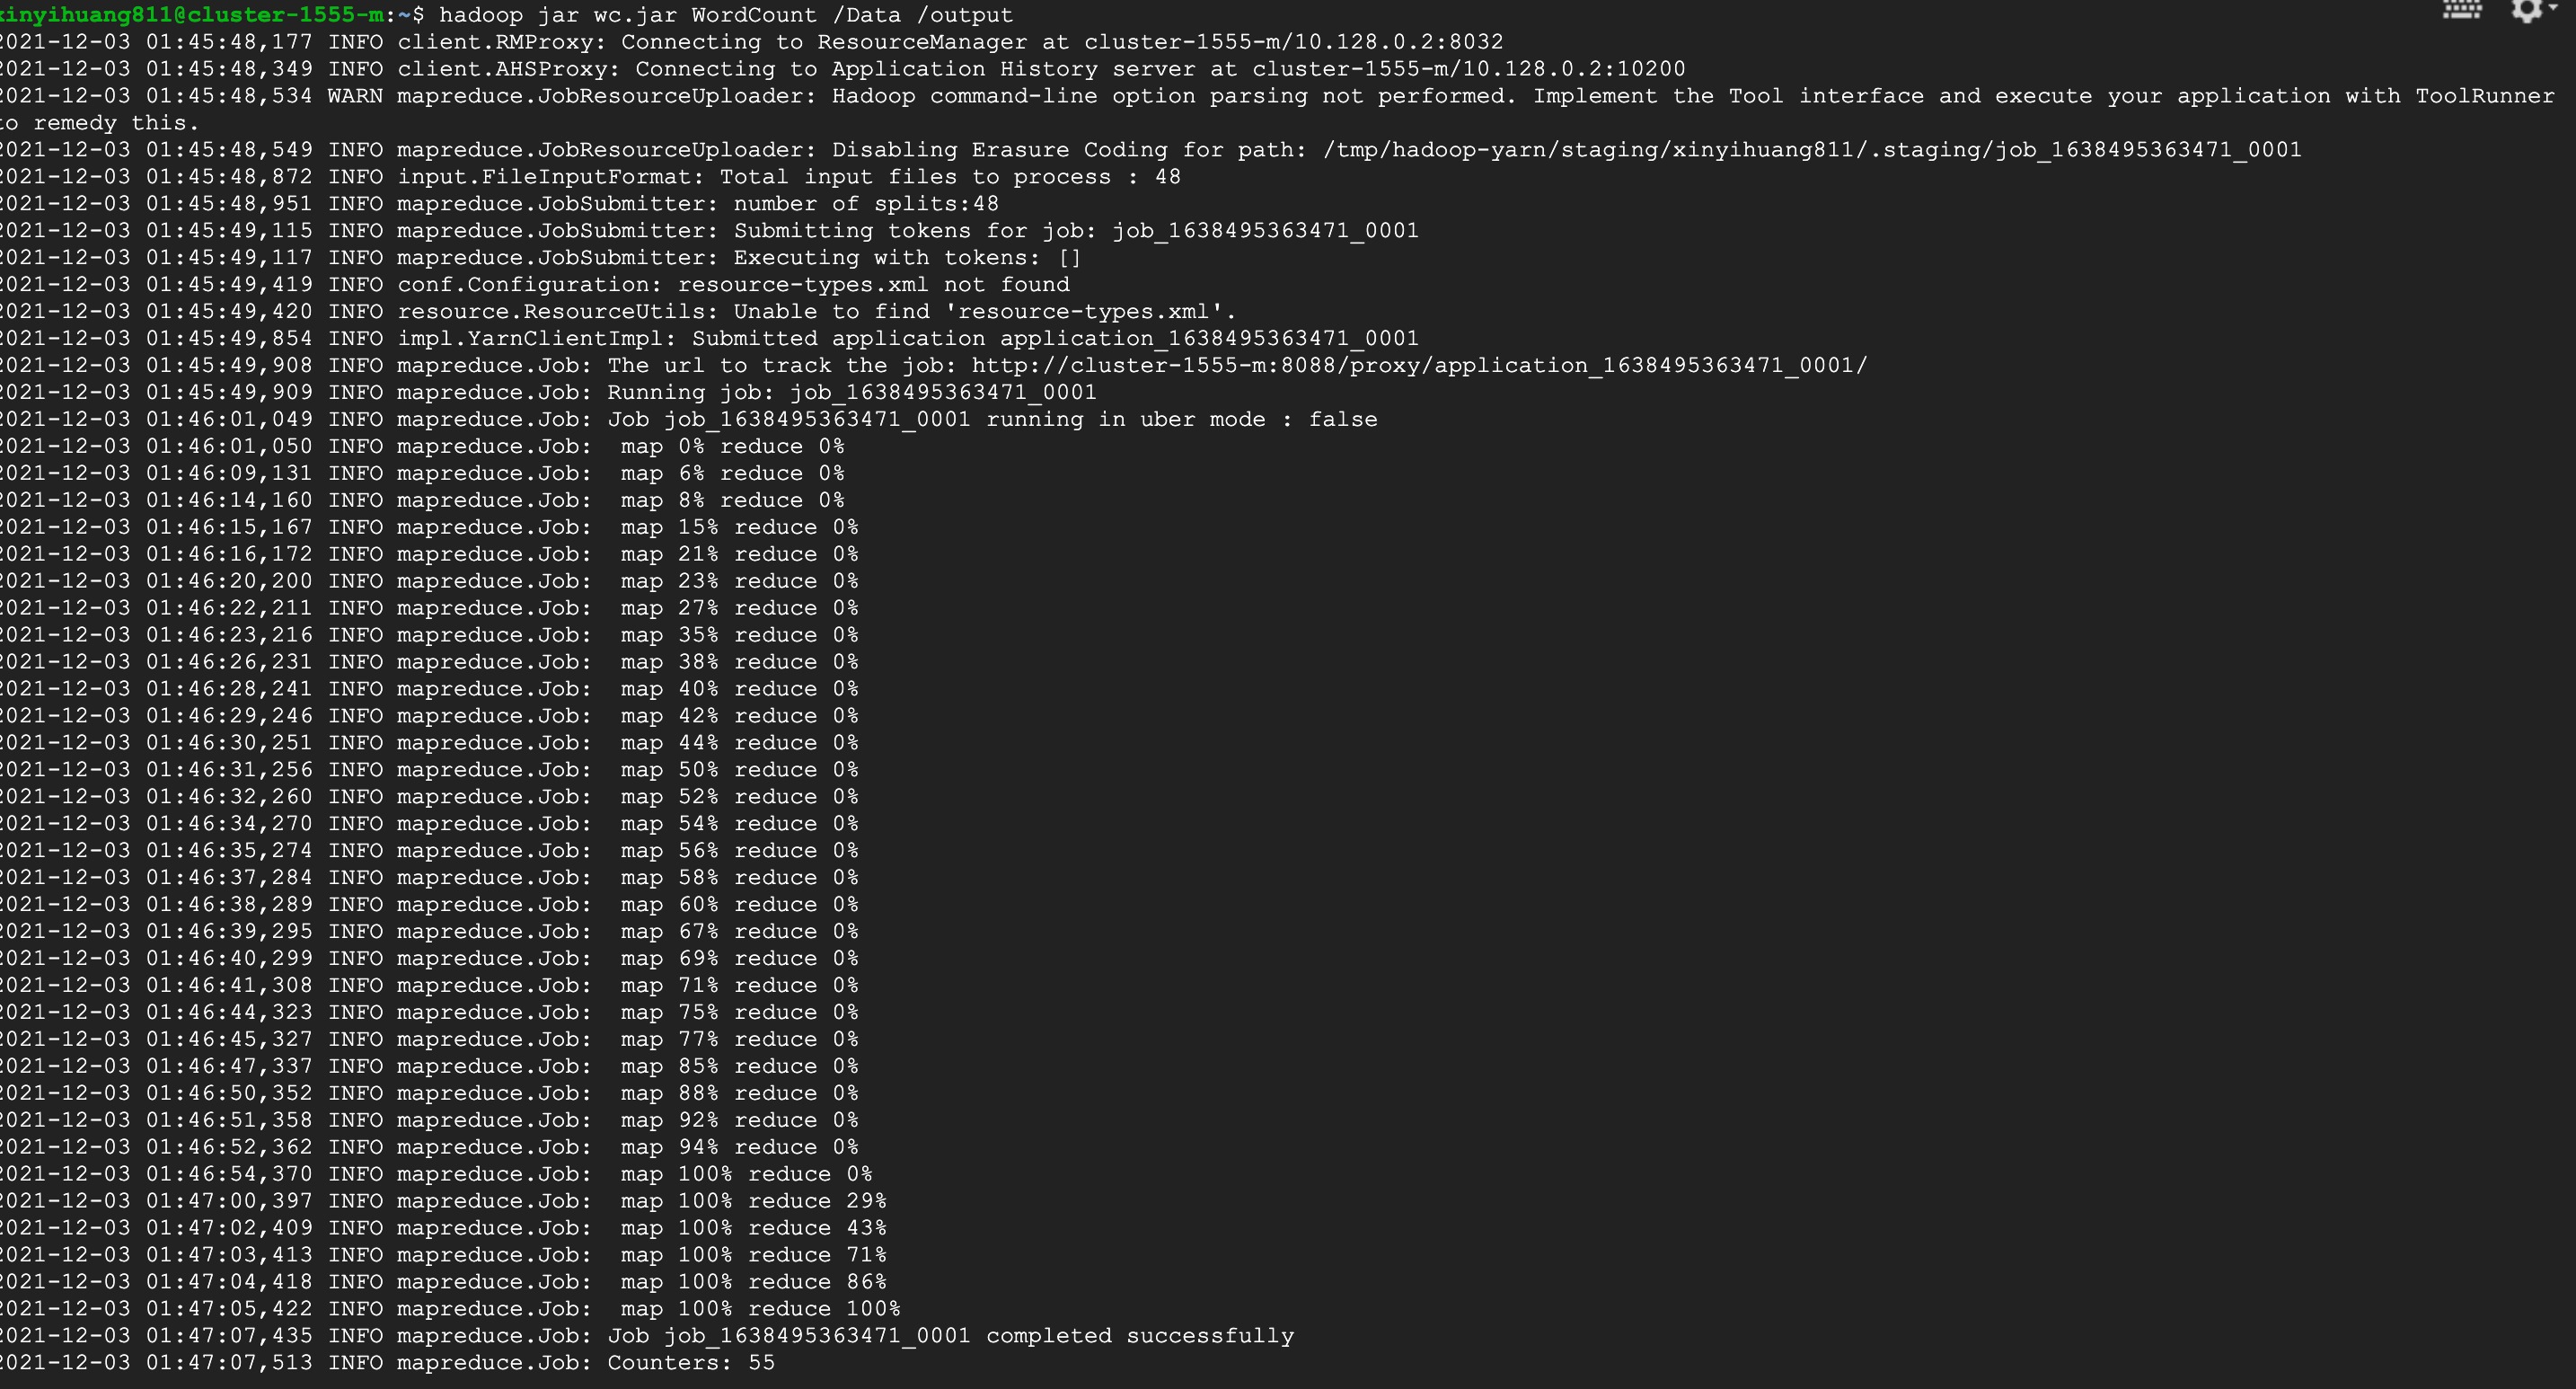 xinyihuang811@cluster-1555-m:~$ hadoop jar wc.jar WordCount /Data /output
2021-12-03 01:45:48,177 INFO client.RMProxy: Connecting to ResourceManager at cluster-1555-m/10.128.0.2:8032
2021-12-03 01:45:48,349 INFO client.AHSProxy: Connecting to Application History server at cluster-1555-m/10.128.0.2:10200
2021-12-03 01:45:48,534 WARN mapreduce.JobResourceUploader: Hadoop command-line option parsing not performed. Implement the Tool interface and execute your application with ToolRunner
to remedy this.
2021-12-03 01:45:48,549 INFO mapreduce.JobResourceUploader: Disabling Erasure Coding for path: /tmp/hadoop-yarn/staging/xinyihuang811/.staging/job_1638495363471_0001
2021-12-03 01:45:48,872 INFO input.FileInputFormat: Total input files to process : 48
2021-12-03 01:45:48,951 INFO mapreduce.JobSubmitter: number of splits:48
2021-12-03 01:45:49,115 INFO mapreduce.JobSubmitter: Submitting tokens for job: job_1638495363471_0001
2021-12-03 01:45:49,117 INFO mapreduce.JobSubmitter: Executing with tokens: []
2021-12-03 01:45:49,419 INFO conf.Configuration: resource-types.xml not found
2021-12-03 01:45:49,420 INFO resource.ResourceUtils: Unable to find 'resource-types.xml'.
2021-12-03 01:45:49,854 INFO impl.YarnClientImpl: Submitted application application_1638495363471_0001
2021-12-03 01:45:49,908 INFO mapreduce.Job: The url to track the job: http://cluster-1555-m:8088/proxy/application_1638495363471_0001/
2021-12-03 01:45:49,909 INFO mapreduce.Job: Running job: job_1638495363471_0001
2021-12-03 01:46:01,049 INFO mapreduce.Job: Job job_1638495363471_0001 running in uber mode : false
2021-12-03 01:46:01,050 INFO mapreduce.Job:  map 0% reduce 0%
2021-12-03 01:46:09,131 INFO mapreduce.Job:  map 6% reduce 0%
2021-12-03 01:46:14,160 INFO mapreduce.Job:  map 8% reduce 0%
2021-12-03 01:46:15,167 INFO mapreduce.Job:  map 15% reduce 0%
2021-12-03 01:46:16,172 INFO mapreduce.Job:  map 21% reduce 0%
2021-12-03 01:46:20,200 INFO mapreduce.Job:  map 23% reduce 0%
2021-12-03 01:46:22,211 INFO mapreduce.Job:  map 27% reduce 0%
2021-12-03 01:46:23,216 INFO mapreduce.Job:  map 35% reduce 0%
2021-12-03 01:46:26,231 INFO mapreduce.Job:  map 38% reduce 0%
2021-12-03 01:46:28,241 INFO mapreduce.Job:  map 40% reduce 0%
2021-12-03 01:46:29,246 INFO mapreduce.Job:  map 42% reduce 0%
2021-12-03 01:46:30,251 INFO mapreduce.Job:  map 44% reduce 0%
2021-12-03 01:46:31,256 INFO mapreduce.Job:  map 50% reduce 0%
2021-12-03 01:46:32,260 INFO mapreduce.Job:  map 52% reduce 0%
2021-12-03 01:46:34,270 INFO mapreduce.Job:  map 54% reduce 0%
2021-12-03 01:46:35,274 INFO mapreduce.Job:  map 56% reduce 0%
2021-12-03 01:46:37,284 INFO mapreduce.Job:  map 58% reduce 0%
2021-12-03 01:46:38,289 INFO mapreduce.Job:  map 60% reduce 0%
2021-12-03 01:46:39,295 INFO mapreduce.Job:  map 67% reduce 0%
2021-12-03 01:46:40,299 INFO mapreduce.Job:  map 69% reduce 0%
2021-12-03 01:46:41,308 INFO mapreduce.Job:  map 71% reduce 0%
2021-12-03 01:46:44,323 INFO mapreduce.Job:  map 75% reduce 0%
2021-12-03 01:46:45,327 INFO mapreduce.Job:  map 77% reduce 0%
2021-12-03 01:46:47,337 INFO mapreduce.Job:  map 85% reduce 0%
2021-12-03 01:46:50,352 INFO mapreduce.Job:  map 88% reduce 0%
2021-12-03 01:46:51,358 INFO mapreduce.Job:  map 92% reduce 0%
2021-12-03 01:46:52,362 INFO mapreduce.Job:  map 94% reduce 0%
2021-12-03 01:46:54,370 INFO mapreduce.Job:  map 100% reduce 0%
2021-12-03 01:47:00,397 INFO mapreduce.Job:  map 100% reduce 29%
2021-12-03 01:47:02,409 INFO mapreduce.Job:  map 100% reduce 43%
2021-12-03 01:47:03,413 INFO mapreduce.Job:  map 100% reduce 71%
2021-12-03 01:47:04,418 INFO mapreduce.Job:  map 100% reduce 86%
2021-12-03 01:47:05,422 INFO mapreduce.Job:  map 100% reduce 100%
2021-12-03 01:47:07,435 INFO mapreduce.Job: Job job_1638495363471_0001 completed successfully
2021-12-03 01:47:07,513 INFO mapreduce.Job: Counters: 55